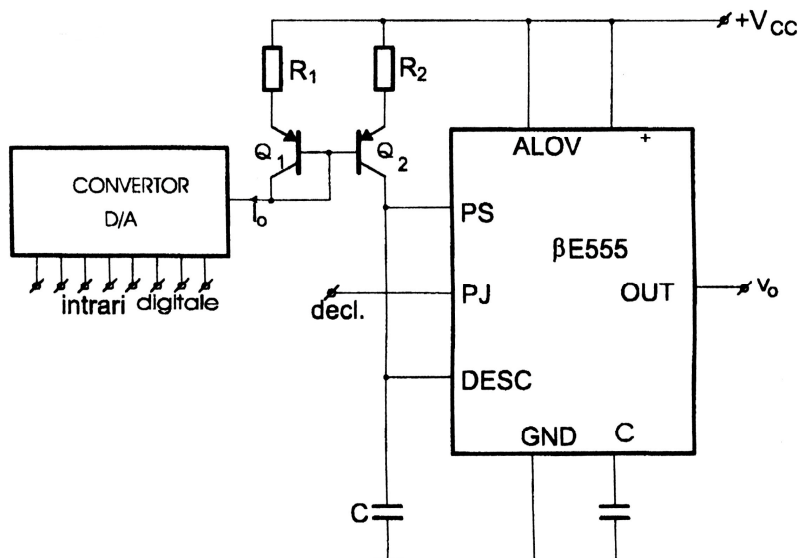 +VCC
R1
R2
Q1
Q2
ALOV
+
CONVERTOR
D/A
Io
PS
βE555
PJ
OUT
vo
intrari digitale
decl.
DESC
GND
C
C